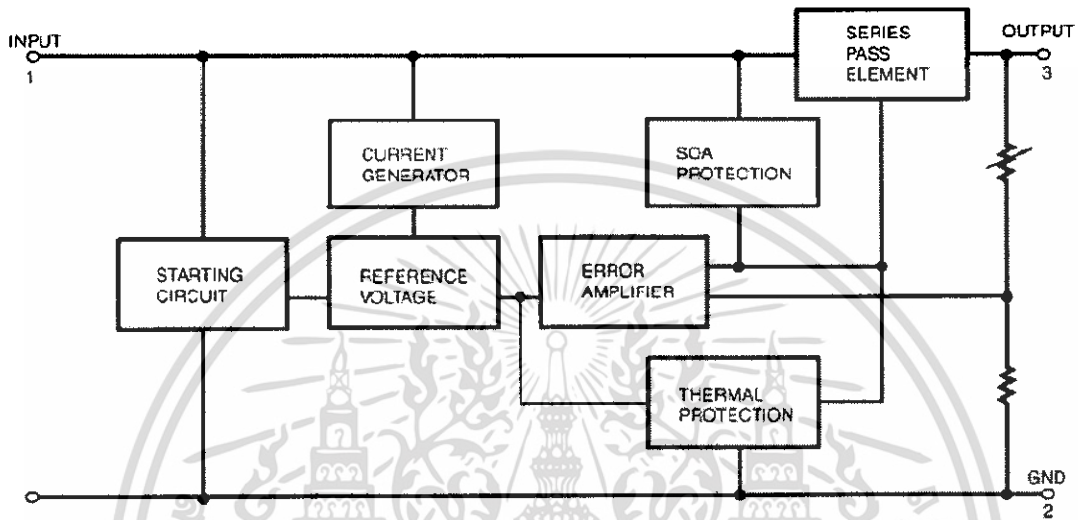 INPUT
1
SERIES
PASS
ELEMENT
OUTPUT
3
CURRENT
GENERATOR
SOA
PROTECTION
STARTING
CIRCUIT
REFERENCE
VOLTAGE
ERROR
AMPLIFIER
THERMAL
PROTECTION
GND
2